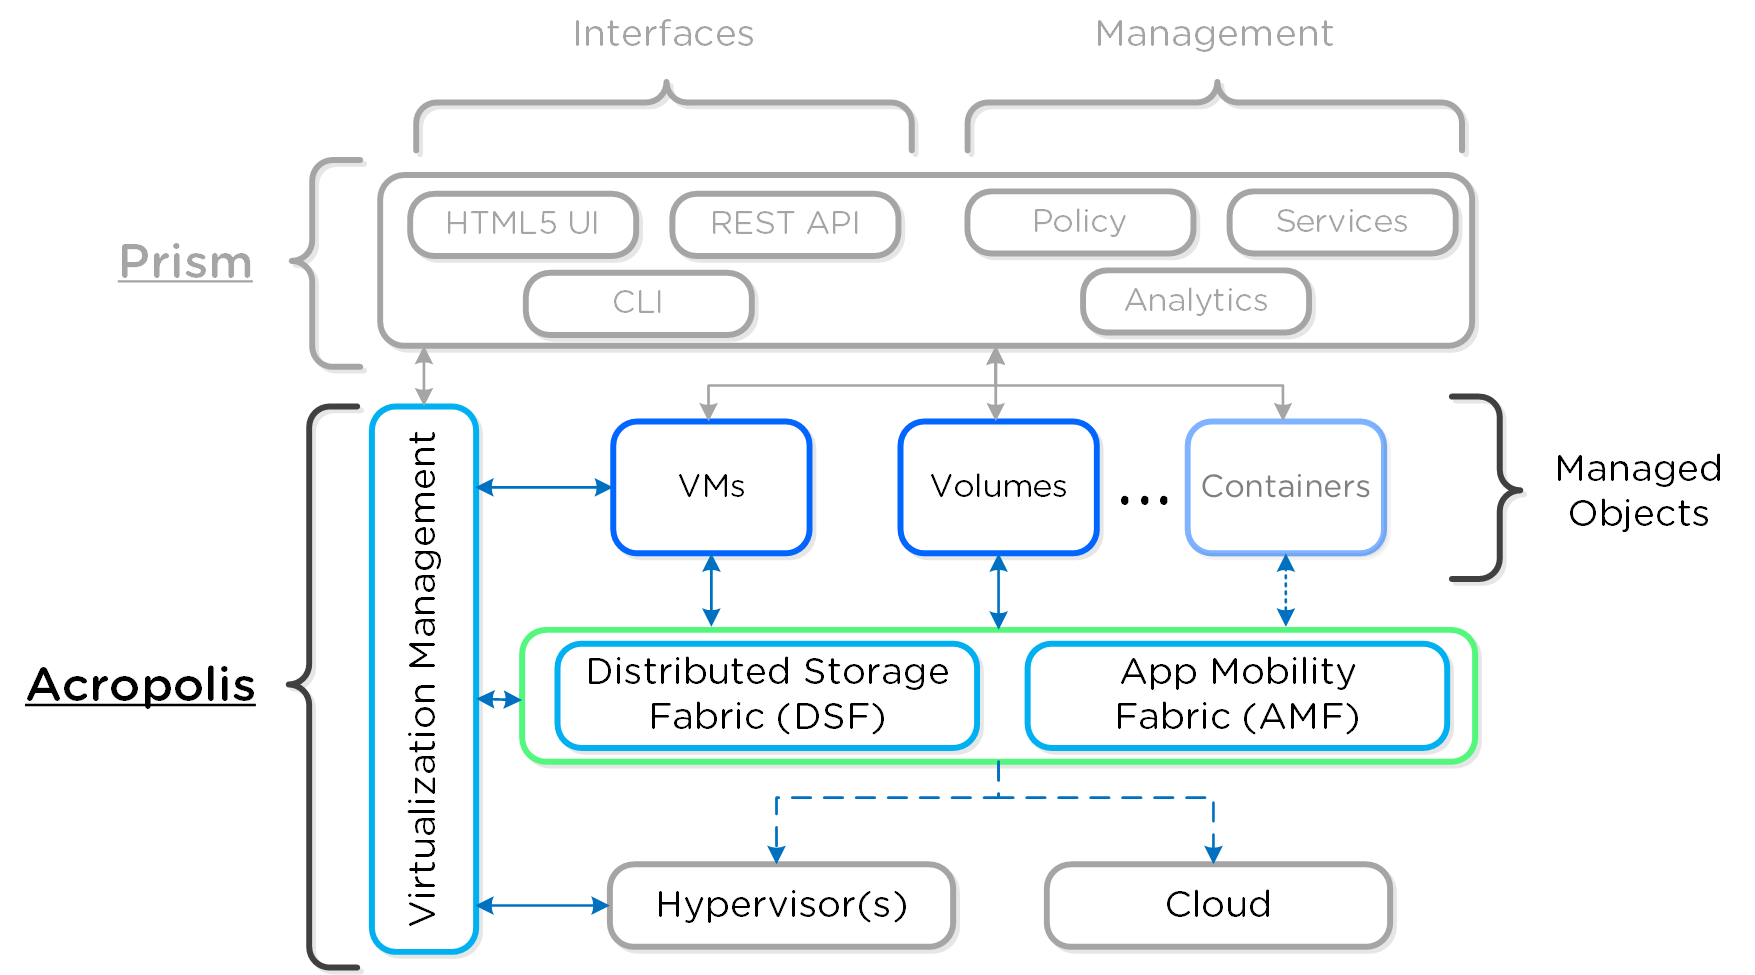 Interfaces
Management
HTML5 UI
REST API
Policy
Services
CLI
Analytics
Prism
Acropolis
Virtualization Management
VMs
Volumes
...
Containers
Managed
Objects
Distributed Storage
Fabric (DSF)
App Mobility
Fabric (AMF)
Hypervisor(s)
Cloud